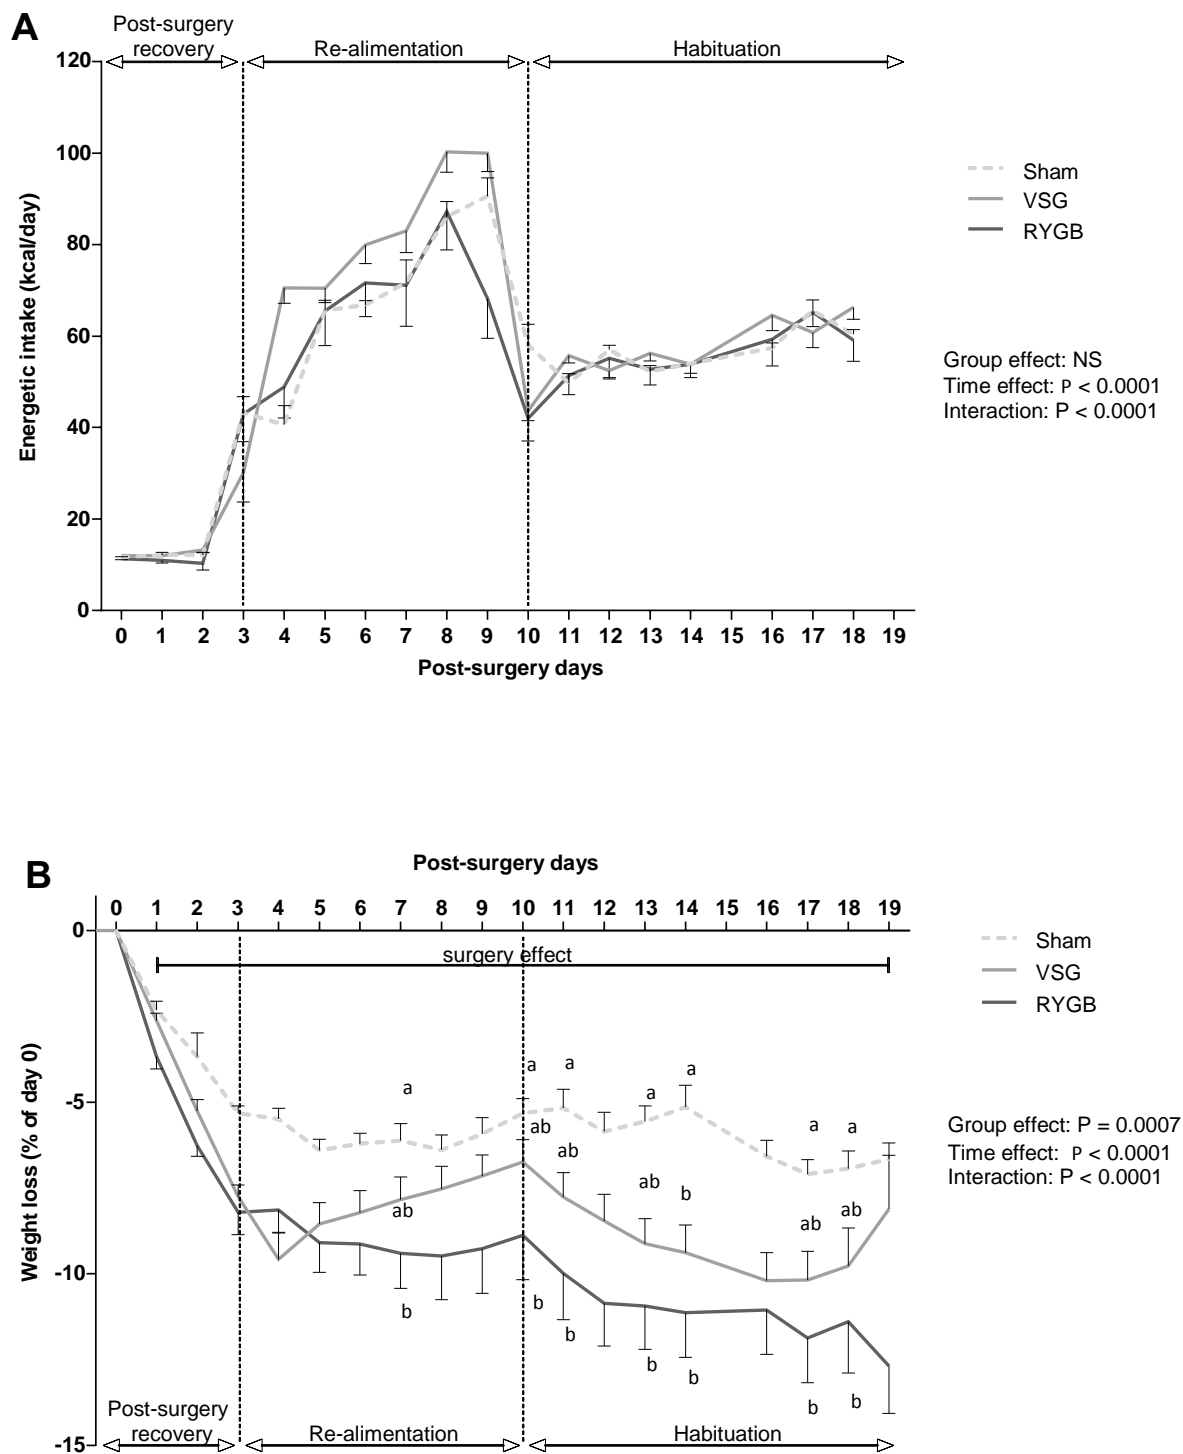 A
Post-surgery
recovery
Re-alimentation
Habituation
120
100
80
60
40
20
0
Energetic intake (kcal/day)
0 1 2 3 4 5 6 7 8 9 10 11 12 13 14 16 17 18 19
Post-surgery days
Sham
VSG
RYGB
Group effect: NS
Time effect: P < 0.0001
Interaction: P < 0.0001
B
Post-surgery days
0 1 2 3 4 5 6 7 8 9 10 11 12 13 14 16 17 18 19
0
-5
-10
-15
Weight loss (% of day 0)
surgery effect
a a a a a a a
ab ab ab ab b ab ab
b b b b b b b
Post-surgery
recovery
Re-alimentation
Habituation
Sham
VSG
RYGB
Group effect: P = 0.0007
Time effect: P < 0.0001
Interaction: P < 0.0001